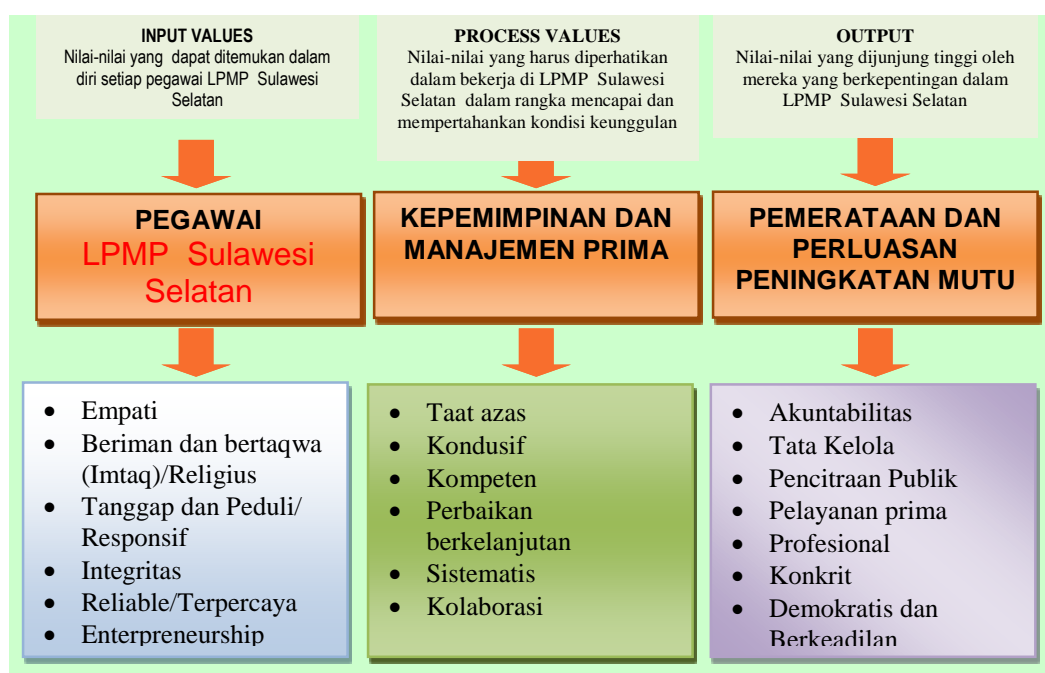 INPUT VALUES
Nilai-nilai yang dapat ditemukan dalam
diri setiap pegawai LPMP Sulawesi
Selatan
PEGAWAI
LPMP Sulawesi
Selatan
• Empati
• Beriman dan bertaqwa
(Imtaq)/Religius
• Tanggap dan Peduli/
Responsif
• Integritas
• Reliable/Terpercaya
• Enterpreneurship
PROCESS VALUES
Nilai-nilai yang harus diperhatikan
dalam bekerja di LPMP Sulawesi
Selatan dalam rangka mencapai dan
mempertahankan kondisi keunggulan
KEPEMIMPINAN DAN
MANAJEMEN PRIMA
• Taat azas
• Kondusif
• Kompeten
• Perbaikan
berkelanjutan
• Sistematis
• Kolaborasi
OUTPUT
Nilai-nilai yang dijunjung tinggi oleh
mereka yang berkepentingan dalam
LPMP Sulawesi Selatan
PEMERATAAN DAN
PERLUASAN
PENINGKATAN MUTU
• Akuntabilitas
• Tata Kelola
• Pencitraan Publik
• Pelayanan prima
• Profesional
• Konkrit
• Demokratis dan
Berkeadilan